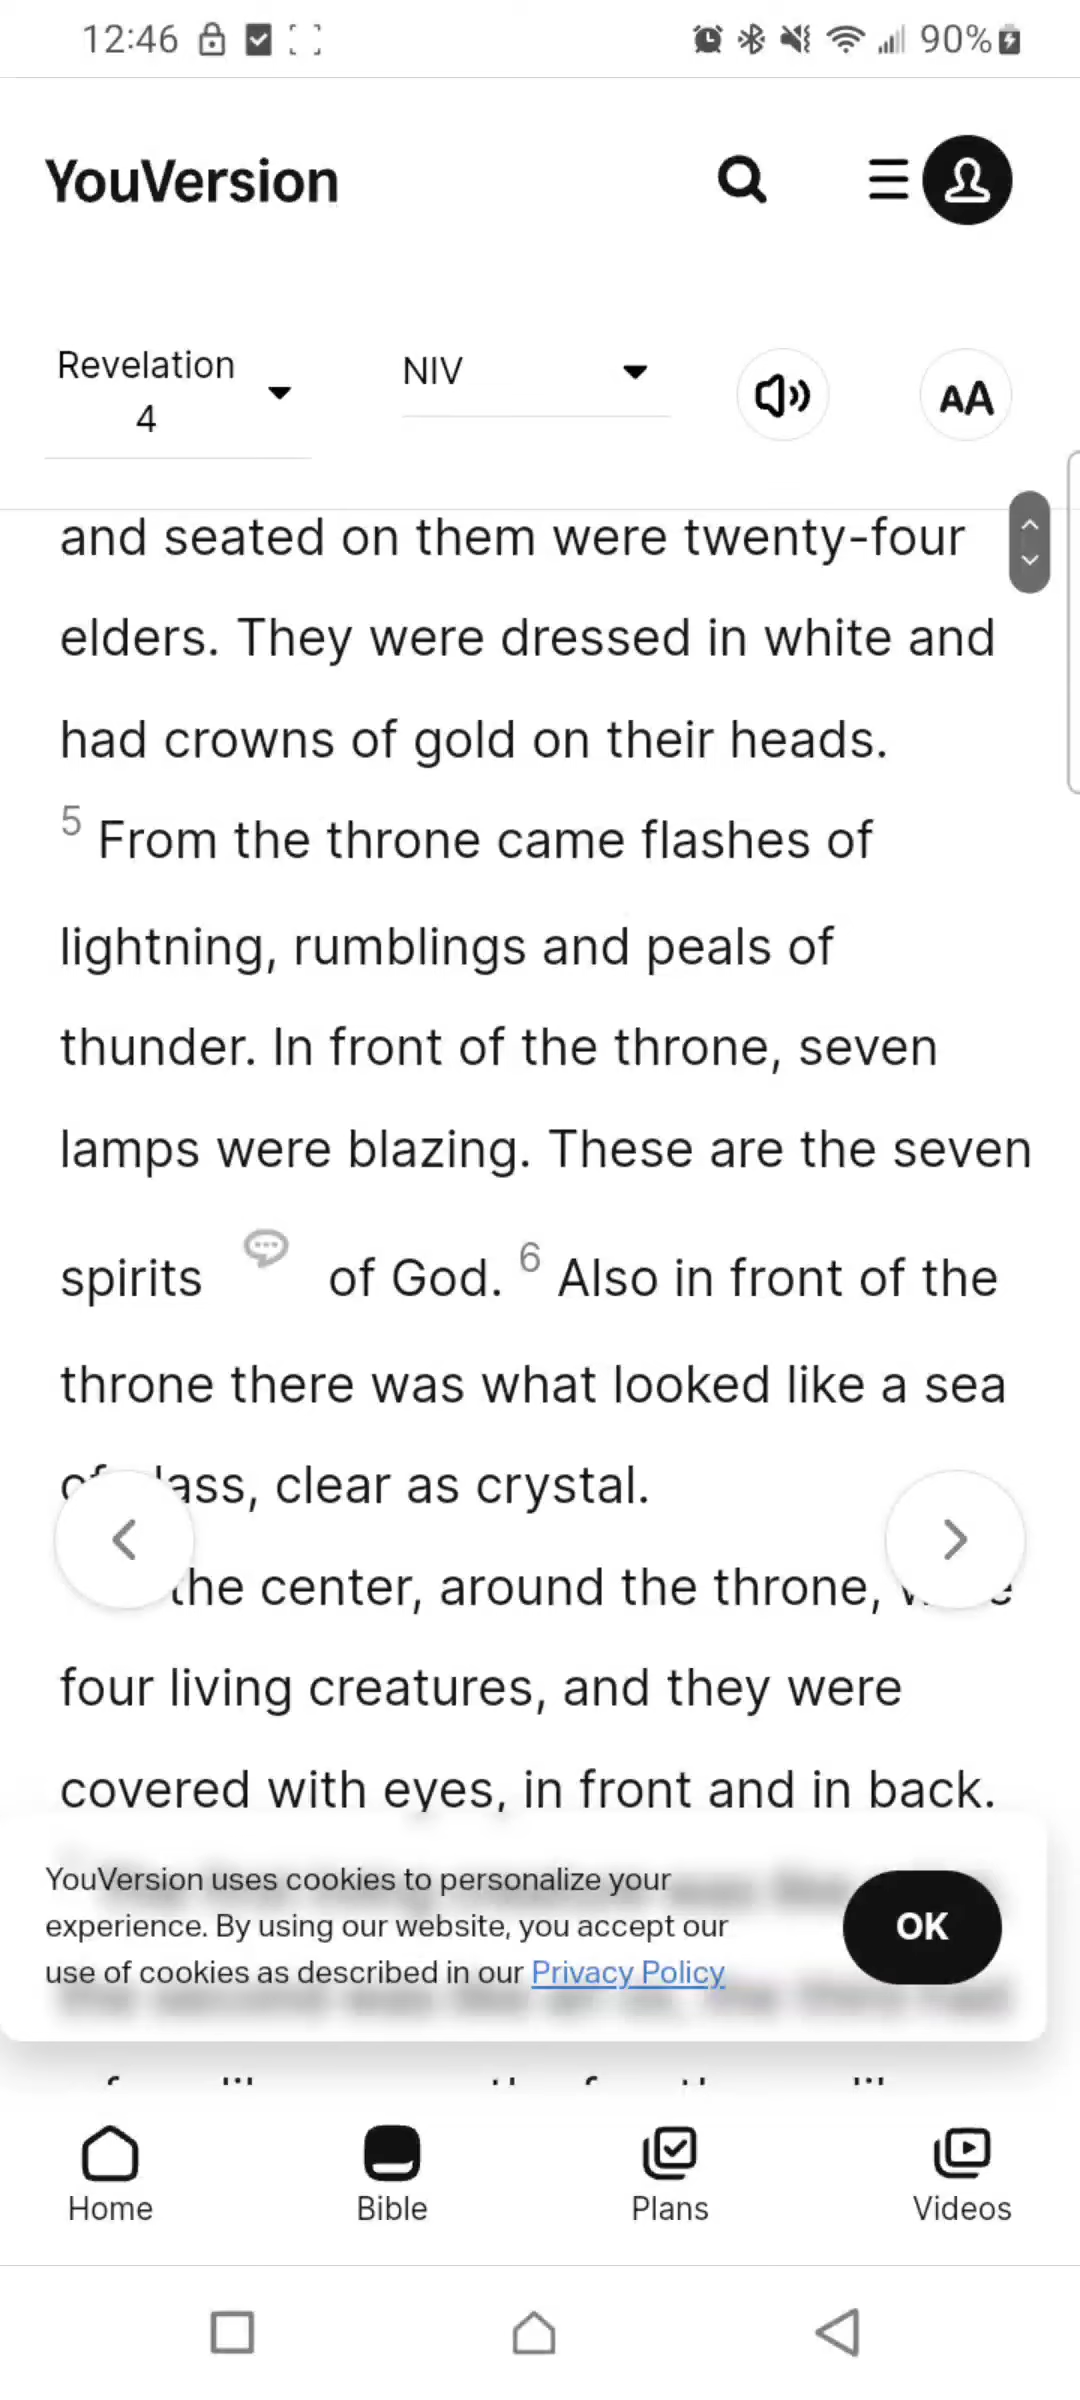 12:46 90%
YouVersion
Revelation
4
NIV
AA
and seated on them were twenty-four
elders. They were dressed in white and
had crowns of gold on their heads.
5 From the throne came flashes of
lightning, rumblings and peals of
thunder. In front of the throne, seven
lamps were blazing. These are the seven
spirits of God. 6 Also in front of the
throne there was what looked like a sea
clear as crystal.
the center, around the throne,
four living creatures, and they were
covered with eyes, in front and in back.
YouVersion uses cookies to personalize your
experience. By using our website, you accept our
use of cookies as described in our Privacy Policy
OK
Home Bible Plans Videos